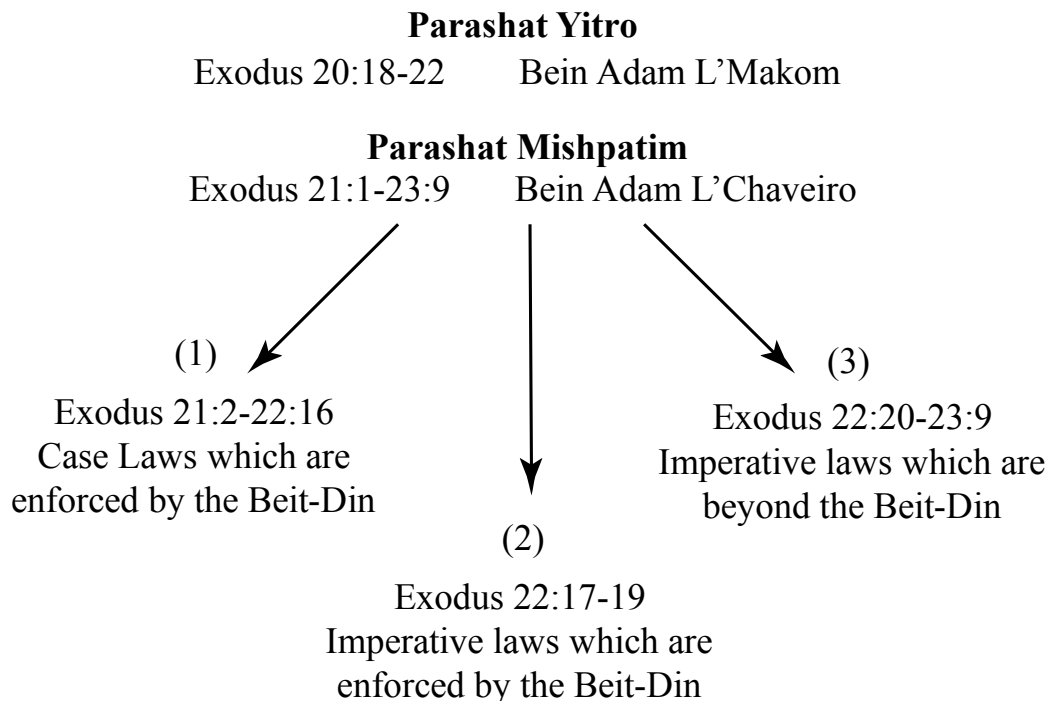 Parashat Yitro
Exodus 20:18-22 Bein Adam L’Makom
Parashat Mishpatim
Exodus 21:1-23:9 Bein Adam L’Chaveiro
(1)
Exodus 21:2-22:16
Case Laws which are
enforced by the Beit-Din
(2)
Exodus 22:17-19
Imperative laws which are
enforced by the Beit-Din
(3)
Exodus 22:20-23:9
Imperative laws which are
beyond the Beit-Din